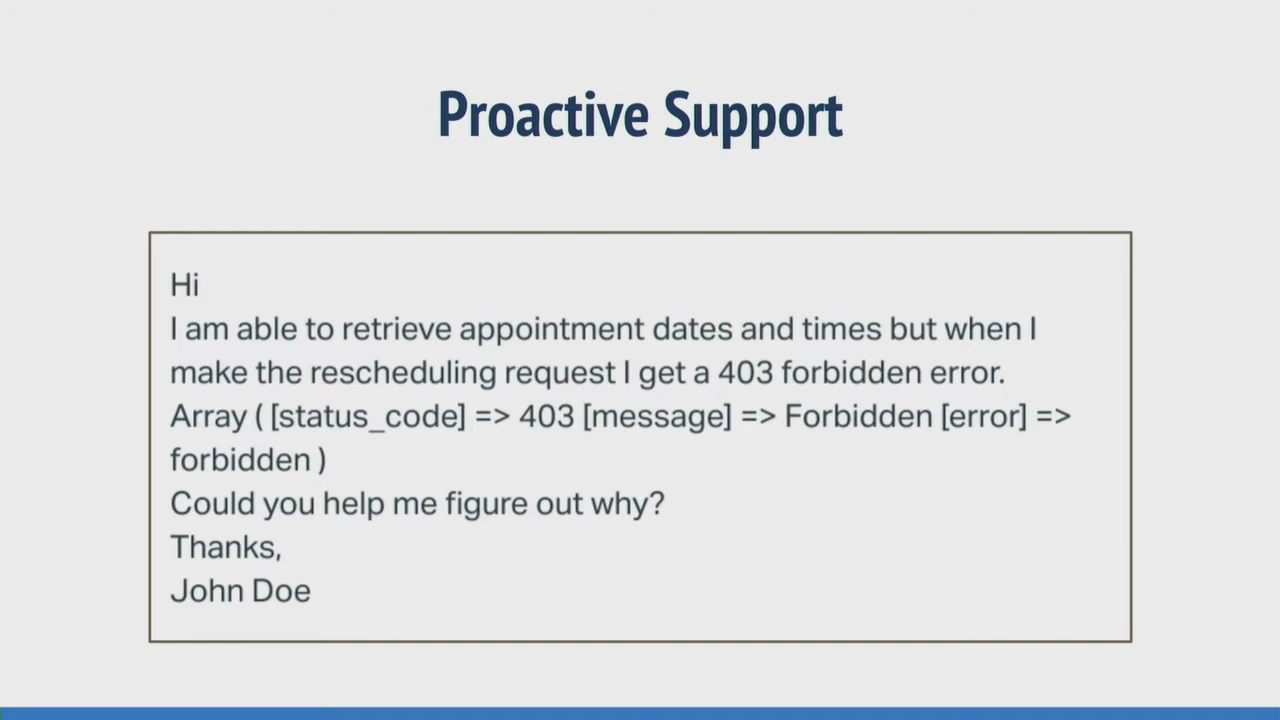 Proactive Support
Hi
I am able to retrieve appointment dates and times but when I
make the rescheduling request I get a 403 forbidden error.
Array ( [status_code] => 403 [message] => Forbidden [error] =>
forbidden )
Could you help me figure out why?
Thanks,
John Doe